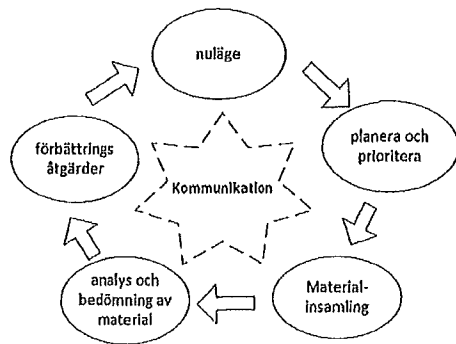 nuläge
planera och
prioritera
Material-
insamling
analys och
bedömning av
material
förbättrings
åtgärder
Kommunikation